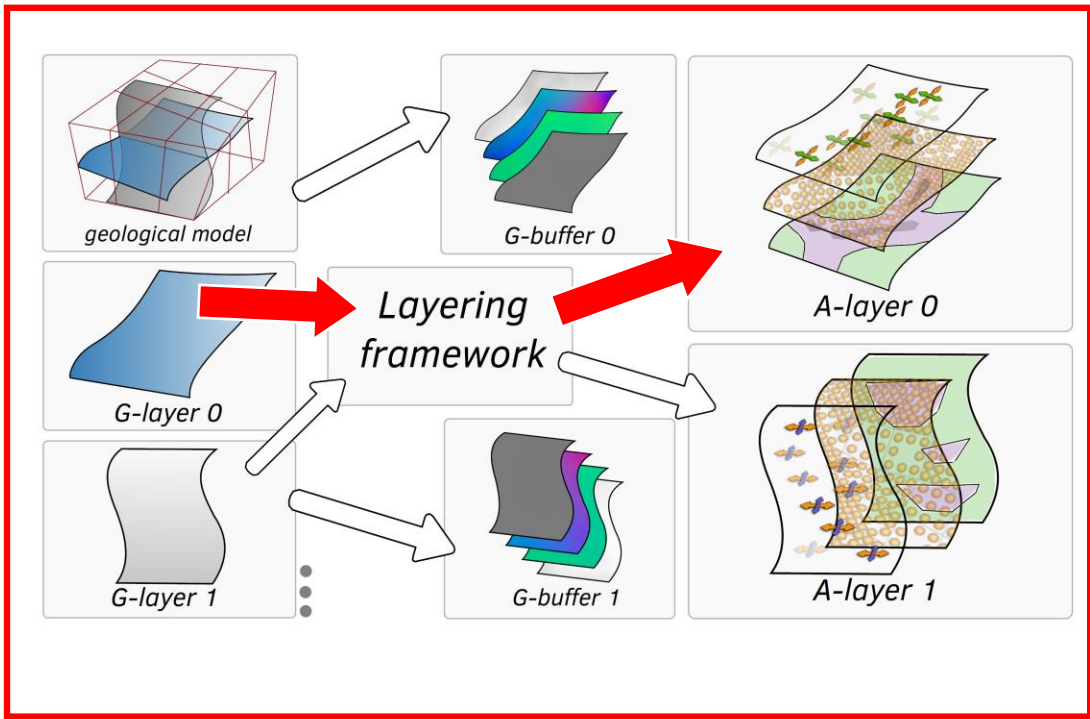 geological model
G-buffer 0
A-layer 0
G-layer 0
Layering
framework
G-layer 1
G-buffer 1
A-layer 1